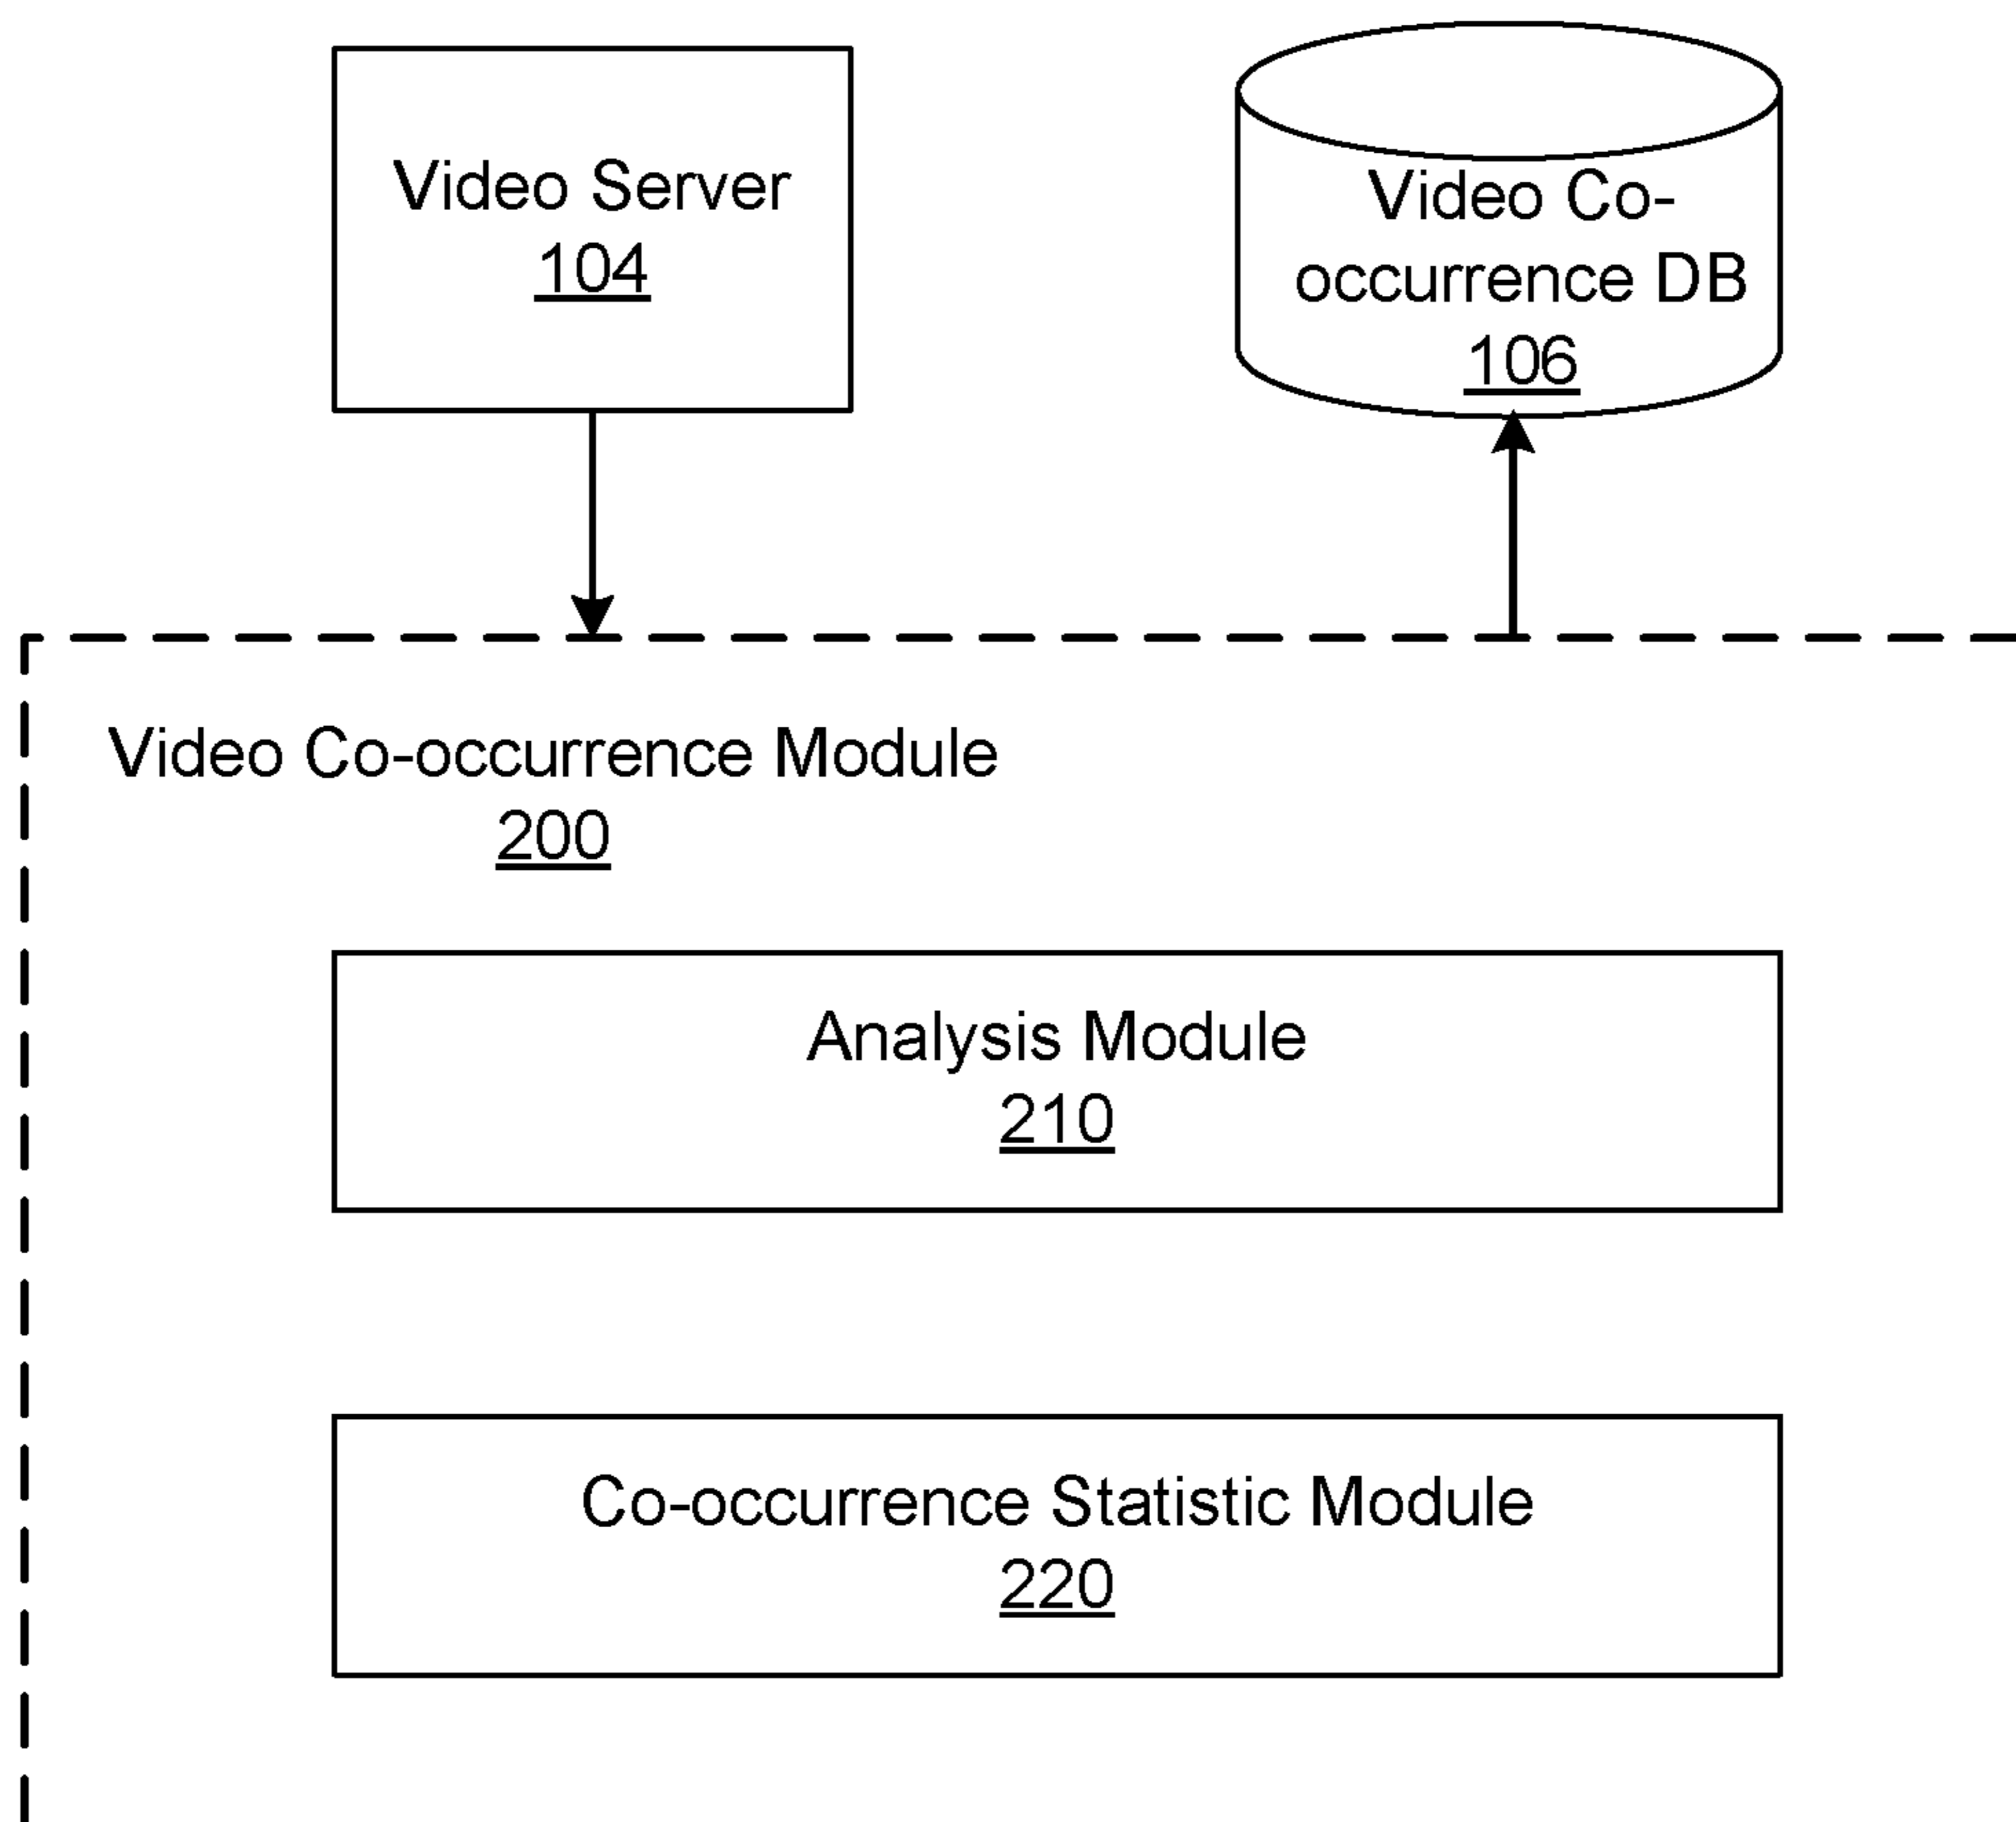 Video Server
104
Video Co-
occurrence DB
106
Video Co-occurrence Module
200
Analysis Module
210
Co-occurrence Statistic Module
220